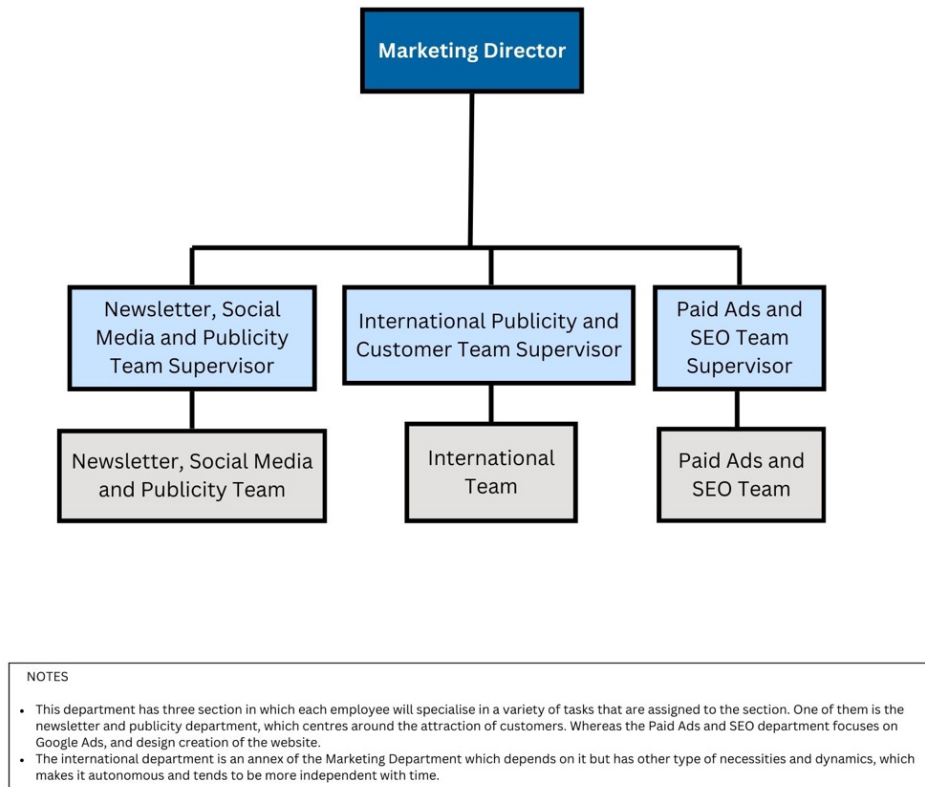 Marketing Director
Newsletter, Social
Media and Publicity
Team Supervisor
International Publicity and
Customer Team Supervisor
Paid Ads and
SEO Team
Supervisor
Newsletter, Social Media
and Publicity Team
International
Team
Paid Ads and
SEO Team
NOTES
• This department has three section in which each employee will specialise in a variety of tasks that are assigned to the section. One of them is the
newsletter and publicity department, which centres around the attraction of customers. Whereas the Paid Ads and SEO department focuses on
Google Ads, and design creation of the website.
• The international department is an annex of the Marketing Department which depends on it but has other type of necessities and dynamics, which
makes it autonomous and tends to be more independent with time.